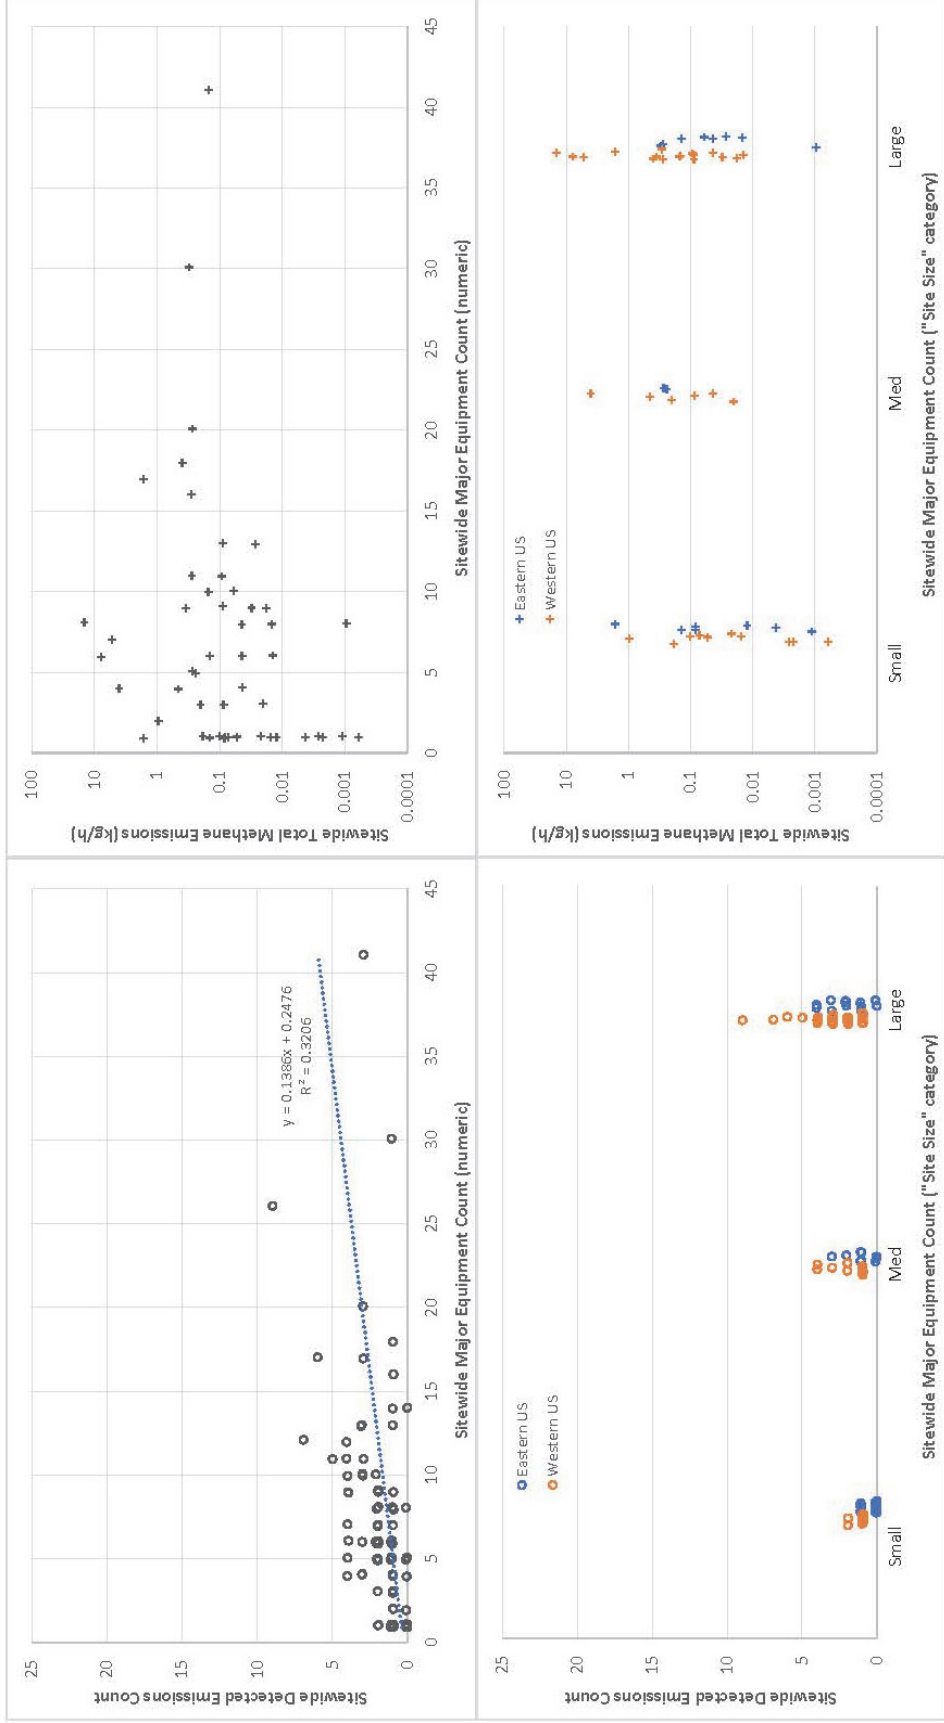 Sitewide Detected Emissions Count
25
20
15
10
5
0
y = 0.1386x + 0.2476
R² = 0.3206
0 5 10 15 20 25 30 35 40 45
Sitewide Major Equipment Count (numeric)
Sitewide Total Methane Emissions (kg/h)
100
10
1
0.1
0.01
0.001
0.0001
0 5 10 15 20 25 30 35 40 45
Sitewide Major Equipment Count (numeric)
Sitewide Detected Emissions Count
25
20
15
10
5
0
Eastern US
Western US
Small Med Large
Sitewide Major Equipment Count ("Site Size" category)
Sitewide Total Methane Emissions (kg/h)
100
10
1
0.1
0.01
0.001
0.0001
Eastern US
Western US
Small Med Large
Sitewide Major Equipment Count ("Site Size" category)